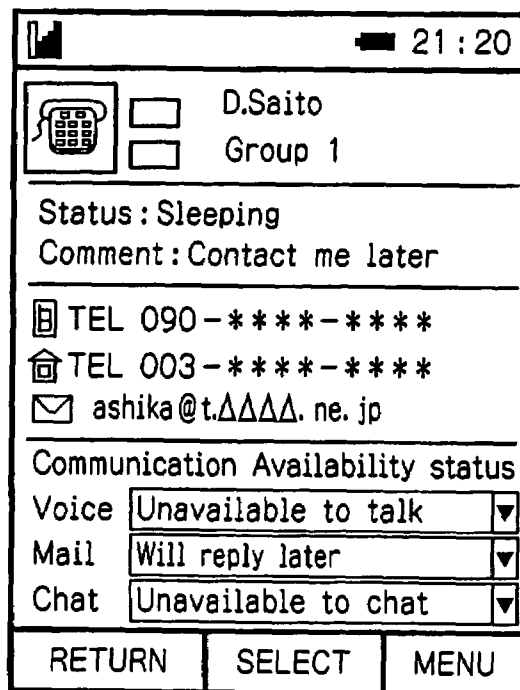 21:20
D.Saito
Group 1
Status:Sleeping
Comment:Contact me later
TEL 090-****-****
TEL 003-****-****
ashika@t.ΔΔΔΔ.ne.jp
Communication Availability status
Voice Unavailable to talk ▼
Mail Will reply later ▼
Chat Unavailable to chat ▼
RETURN SELECT MENU